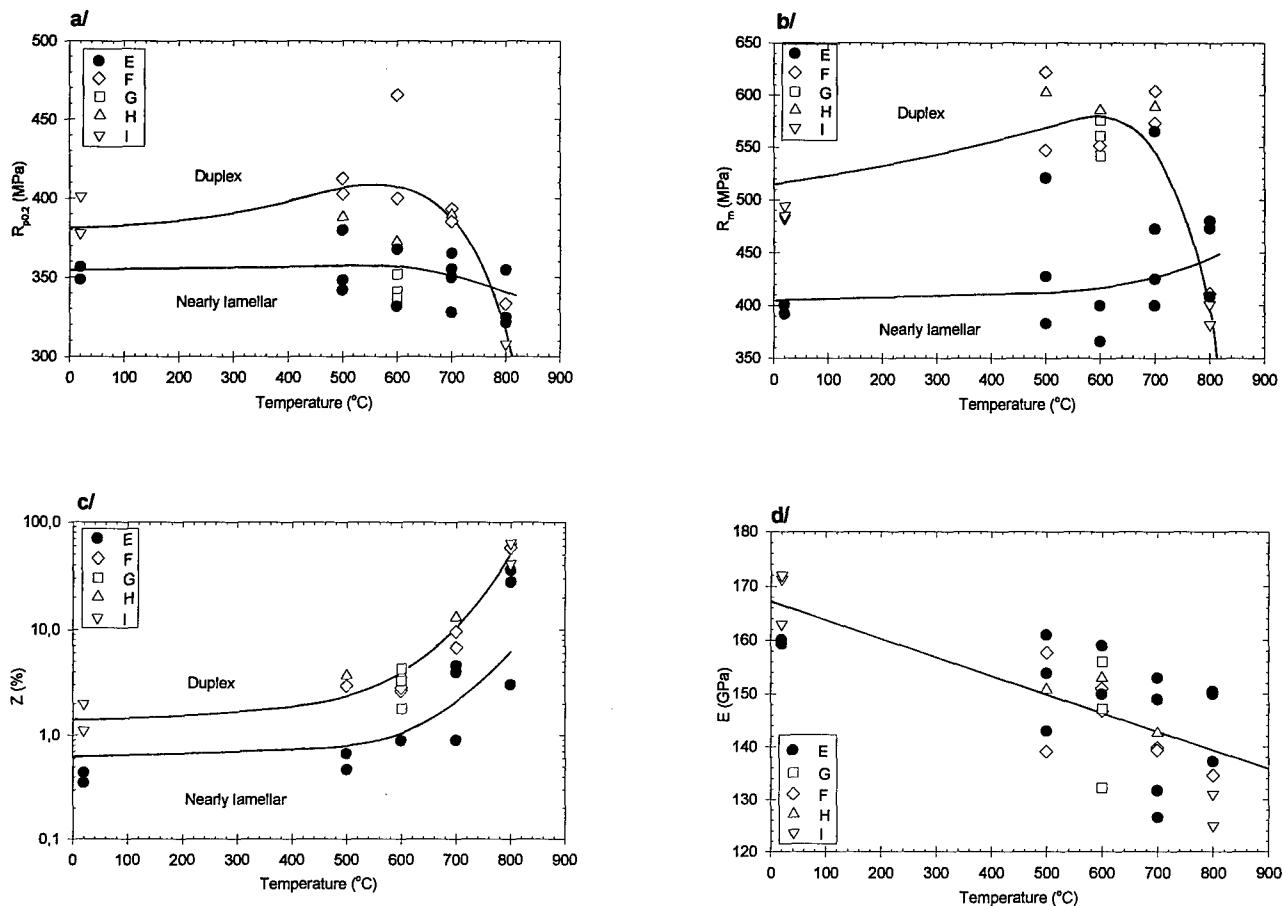 a/
500
450
400
350
300
R p0.2 (MPa)
E
F
G
H
I
Duplex
Nearly lamellar
0 100 200 300 400 500 600 700 800 900
Temperature (°C)
b/
650
600
550
500
450
400
350
R m (MPa)
E
F
G
H
I
Duplex
Nearly lamellar
0 100 200 300 400 500 600 700 800 900
Temperature (°C)
c/
100,0
10,0
1,0
0,1
Z (%)
E
F
G
H
I
Duplex
Nearly lamellar
0 100 200 300 400 500 600 700 800 900
Temperature (°C)
d/
180
170
160
150
140
130
120
E (GPa)
E
G
F
H
I
0 100 200 300 400 500 600 700 800 900
Temperature (°C)